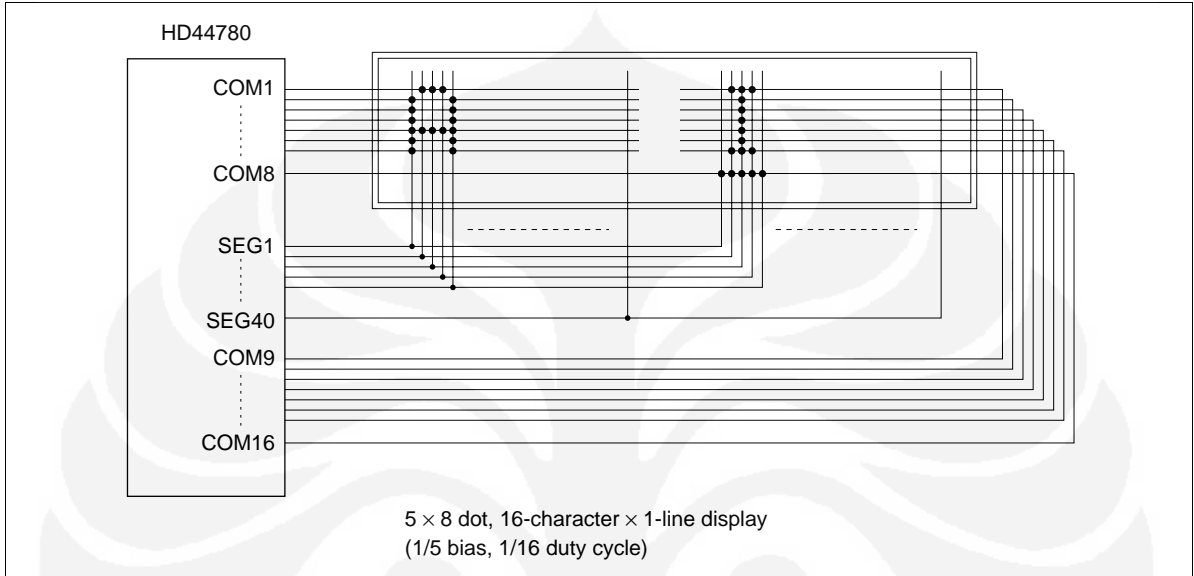 HD44780
COM1
COM8
SEG1
SEG40
COM9
COM16
5 × 8 dot, 16-character × 1-line display
(1/5 bias, 1/16 duty cycle)